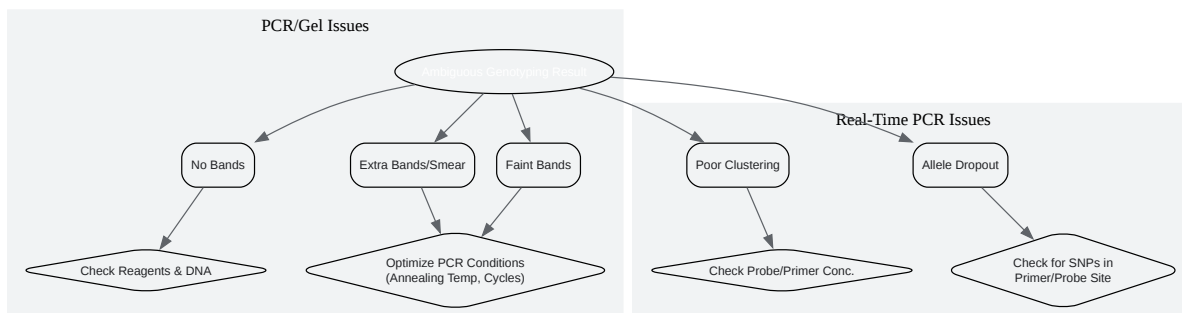 PCR/Gel Issues
Ambiguous Genotyping Result
Real-Time PCR Issues
No Bands
Extra Bands/Smear
Faint Bands
Poor Clustering
Allele Dropout
Check Reagents & DNA
Optimize PCR Conditions
(Annealing Temp, Cycles)
Check Probe/Primer Conc.
Check for SNPs in
Primer/Probe Site